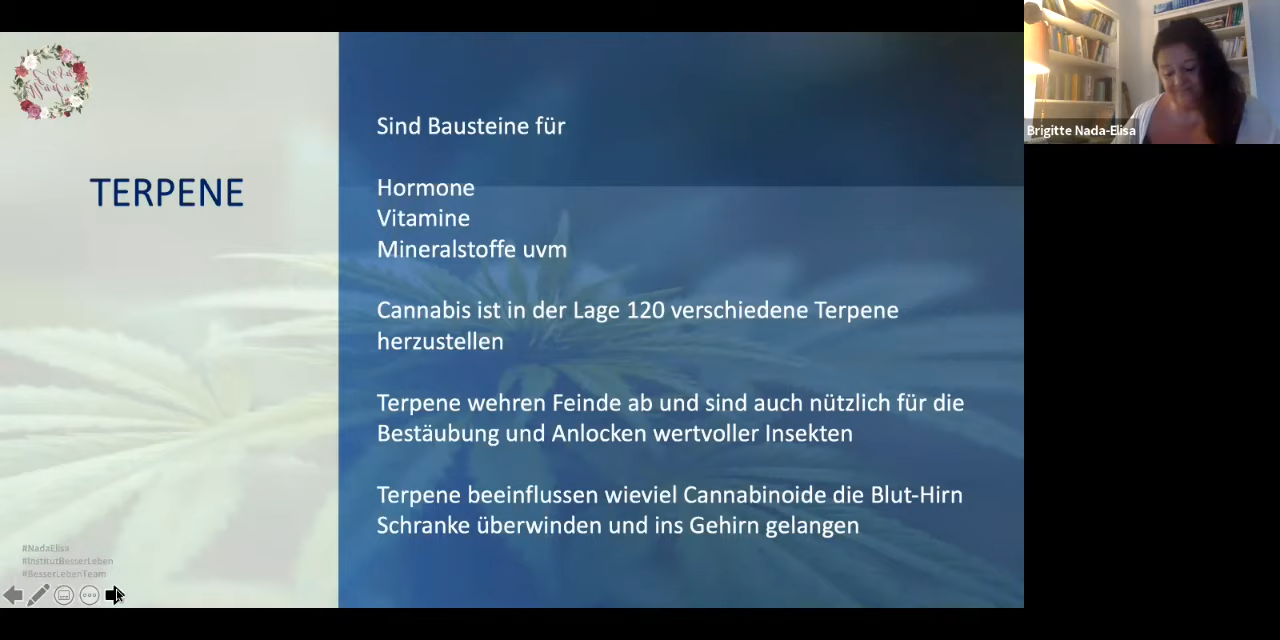 TERPENE
Sind Bausteine für
Hormone
Vitamine
Mineralstoffe uvm
Cannabis ist in der Lage 120 verschiedene Terpene
herzustellen
Terpene wehren Feinde ab und sind auch nützlich für die
Bestäubung und Anlocken wertvoller Insekten
Terpene beeinflussen wieviel Cannabinoide die Blut-Hirn
Schranke überwinden und ins Gehirn gelangen
#NadaElisa
#InstitutBesserLeben
#BesserLebenTeam
Brigitte Nada-Elisa